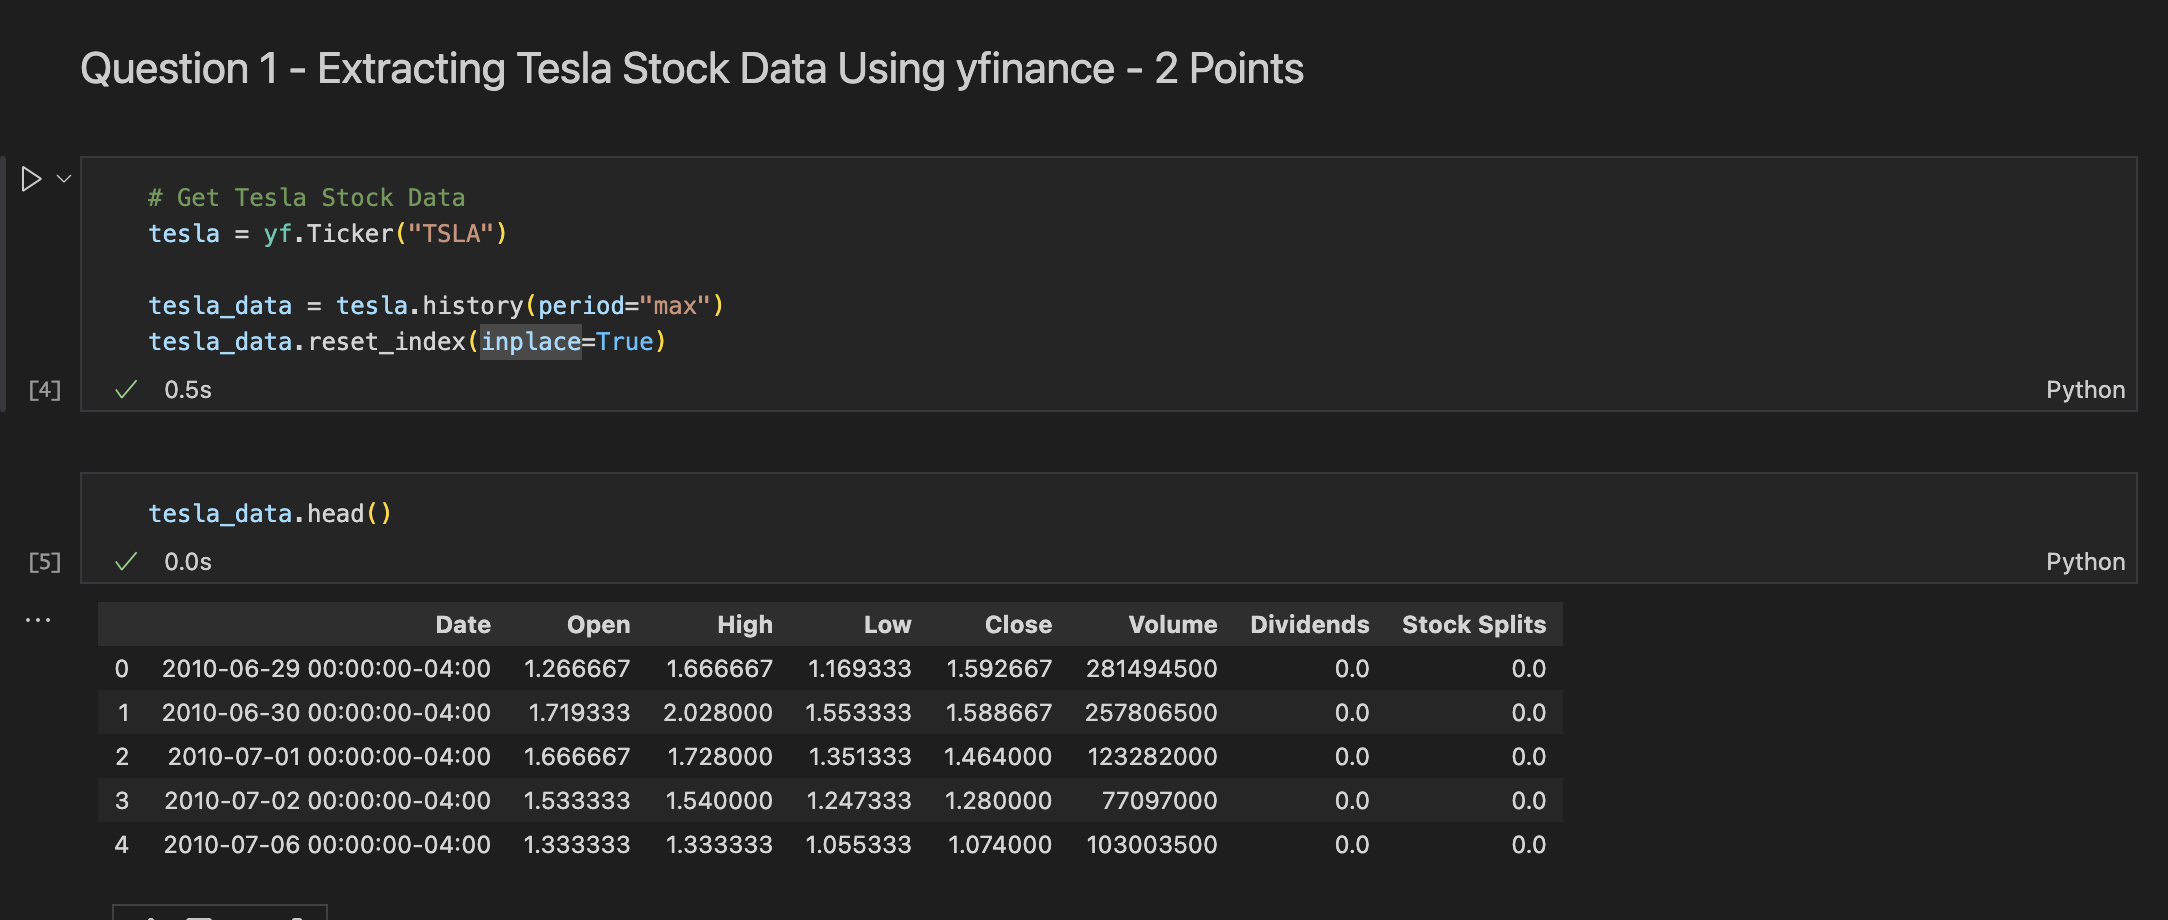 Question 1 - Extracting Tesla Stock Data Using yfinance - 2 Points
# Get Tesla Stock Data
tesla = yf.Ticker("TSLA")
tesla_data = tesla.history(period="max")
tesla_data.reset_index(inplace=True)
[4] 0.5s Python
tesla_data.head()
[5] 0.0s Python
Date Open High Low Close Volume Dividends Stock Splits
0 2010-06-29 00:00:00-04:00 1.266667 1.666667 1.169333 1.592667 281494500 0.0 0.0
1 2010-06-30 00:00:00-04:00 1.719333 2.028000 1.553333 1.588667 257806500 0.0 0.0
2 2010-07-01 00:00:00-04:00 1.666667 1.728000 1.351333 1.464000 123282000 0.0 0.0
3 2010-07-02 00:00:00-04:00 1.533333 1.540000 1.247333 1.280000 77097000 0.0 0.0
4 2010-07-06 00:00:00-04:00 1.333333 1.333333 1.055333 1.074000 103003500 0.0 0.0